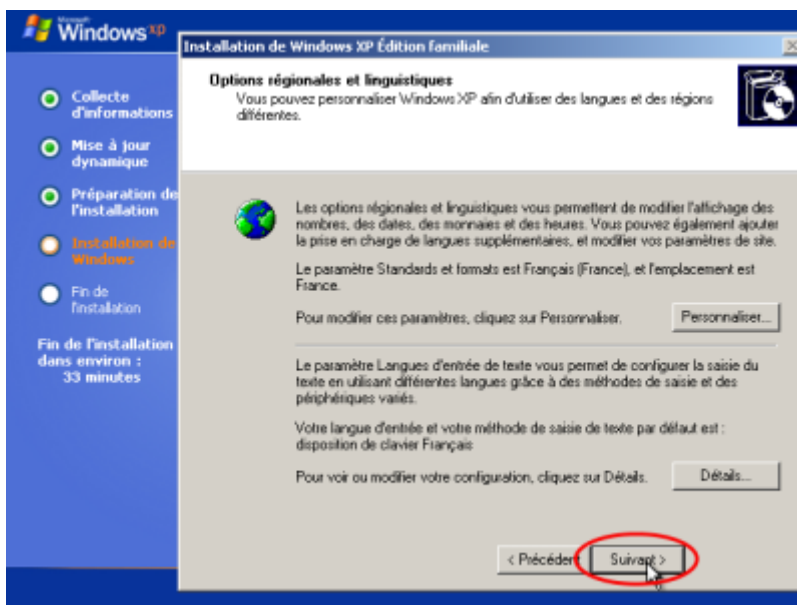 Microsoft
Windows xp
Installation de Windows XP Édition familiale
Collecte
d'informations
Mise à jour
dynamique
Préparation de
l'installation
Installation de
Windows
Fin de
l'installation
Fin de l'installation
dans environ :
33 minutes
Options régionales et linguistiques
Vous pouvez personnaliser Windows XP afin d'utiliser des langues et des régions
différentes.
Les options régionales et linguistiques vous permettent de modifier l'affichage des
nombres, des dates, des monnaies et des heures. Vous pouvez également ajouter
la prise en charge de langues supplémentaires, et modifier vos paramètres de site.
Le paramètre Standards et formats est Français (France), et l'emplacement est
France.
Pour modifier ces paramètres, cliquez sur Personnaliser.
Personnaliser...
Le paramètre Langues d'entrée de texte vous permet de configurer la saisie du
texte en utilisant différentes langues grâce à des méthodes de saisie et des
périphériques variés.
Votre langue d'entrée et votre méthode de saisie de texte par défaut est :
disposition de clavier Français
Pour voir ou modifier votre configuration, cliquez sur Détails.
Détails...
< Précédent
Suivant >